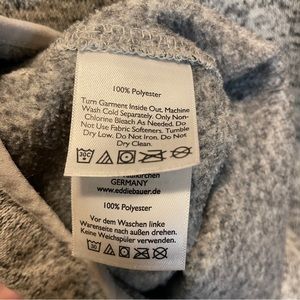 100% Polyester
Turn Garment Inside Out. Machine
Wash Cold Separately. Only Non-
Chlorine Bleach As Needed. Do
Not Use Fabric Softeners. Tumble
Dry Low. Do Not Iron. Do Not
Dry Clean.
30C
GERMANY
www.eddiebauer.de
100% Polyester
Vor dem Waschen linke
Warenseite nach außen drehen.
Keine Weichspüler verwenden.
30